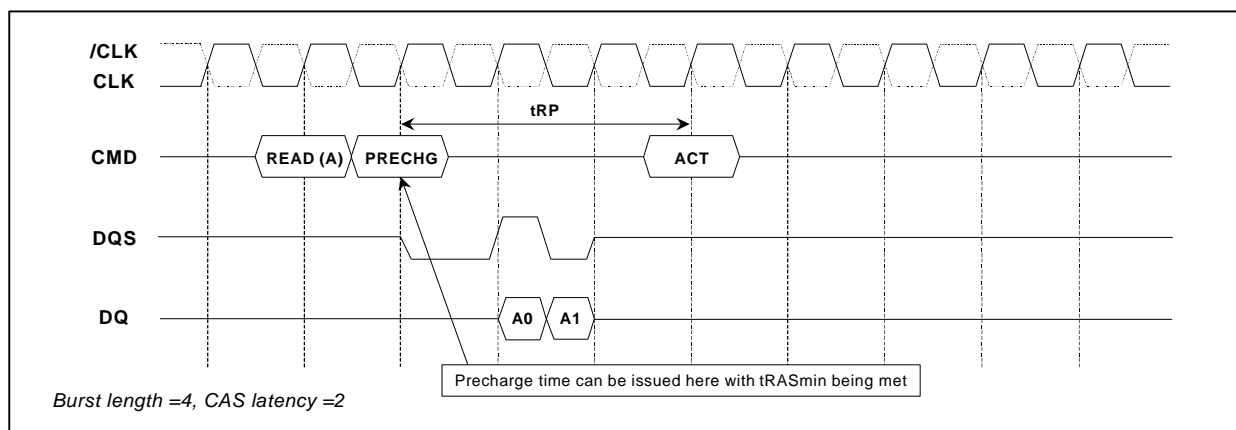 /CLK
CLK
tRP
CMD READ (A) PRECHG ACT
DQS
DQ A0 A1
Precharge time can be issued here with tRASmin being met
Burst length =4, CAS latency =2